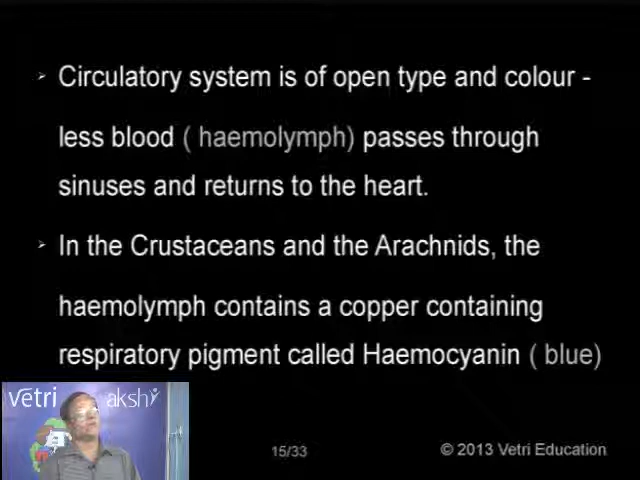 Circulatory system is of open type and colour -
less blood ( haemolymph) passes through
sinuses and returns to the heart.
In the Crustaceans and the Arachnids, the
haemolymph contains a copper containing
respiratory pigment called Haemocyanin ( blue)
vetri akshi
15/33
© 2013 Vetri Education